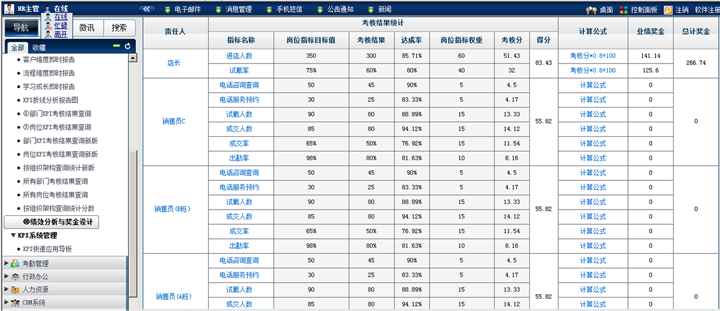 HR主管 在线 电子邮件 消息管理 手机短信 公告通知 新闻 桌面 控制面板 注销 软件注册
在线
忙碌
离开
导航 微讯 搜索
全部 收藏
客户维度即时报告
流程维度即时报告
学习成长即时报告
KPI折线分析报告图
①部门KPI考核结果查询
①岗位KPI考核结果查询
部门KPI考核结果查询新版
岗位KPI考核结果查询新版
按组织架构查询统计新版
所有部门考核结果查询
所有岗位考核结果查询
按组织架构查询统计分数
绩效分析与奖金设计
KPI系统管理
KPI快速应用导板
考勤管理
行政办公
人力资源
CRM系统
责任人 考核结果统计 计算公式 业绩奖金 总计奖金
指标名称 岗位指标目标值 考核结果 达成率 岗位指标权重 考核分 得分
店长 进店人数 350 300 85.71% 60 51.43 83.43 考核分*0.8*100 141.14 266.74
试戴率 75% 60% 80% 40 32 考核分*0.8*100 125.6
销售员C 电话咨询查询 50 45 90% 5 4.5 55.82 计算公式 0 0
电话服务预约 30 25 83.33% 5 4.17 计算公式 0
试戴人数 90 80 88.89% 15 13.33 计算公式 0
成交人数 85 80 94.12% 15 14.12 计算公式 0
成交率 65% 50% 76.92% 15 11.54 计算公式 0
出勤率 98% 80% 81.63% 10 8.16 计算公式 0
销售员(B班) 电话咨询查询 50 45 90% 5 4.5 55.82 计算公式 0 0
电话服务预约 30 25 83.33% 5 4.17 计算公式 0
试戴人数 90 80 88.89% 15 13.33 计算公式 0
成交人数 85 80 94.12% 15 14.12 计算公式 0
成交率 65% 50% 76.92% 15 11.54 计算公式 0
出勤率 98% 80% 81.63% 10 8.16 计算公式 0
销售员(A班) 电话咨询查询 50 45 90% 5 4.5 55.82 计算公式 0 0
电话服务预约 30 25 83.33% 5 4.17 计算公式 0
试戴人数 90 80 88.89% 15 13.33 计算公式 0
成交人数 85 80 94.12% 15 14.12 计算公式 0